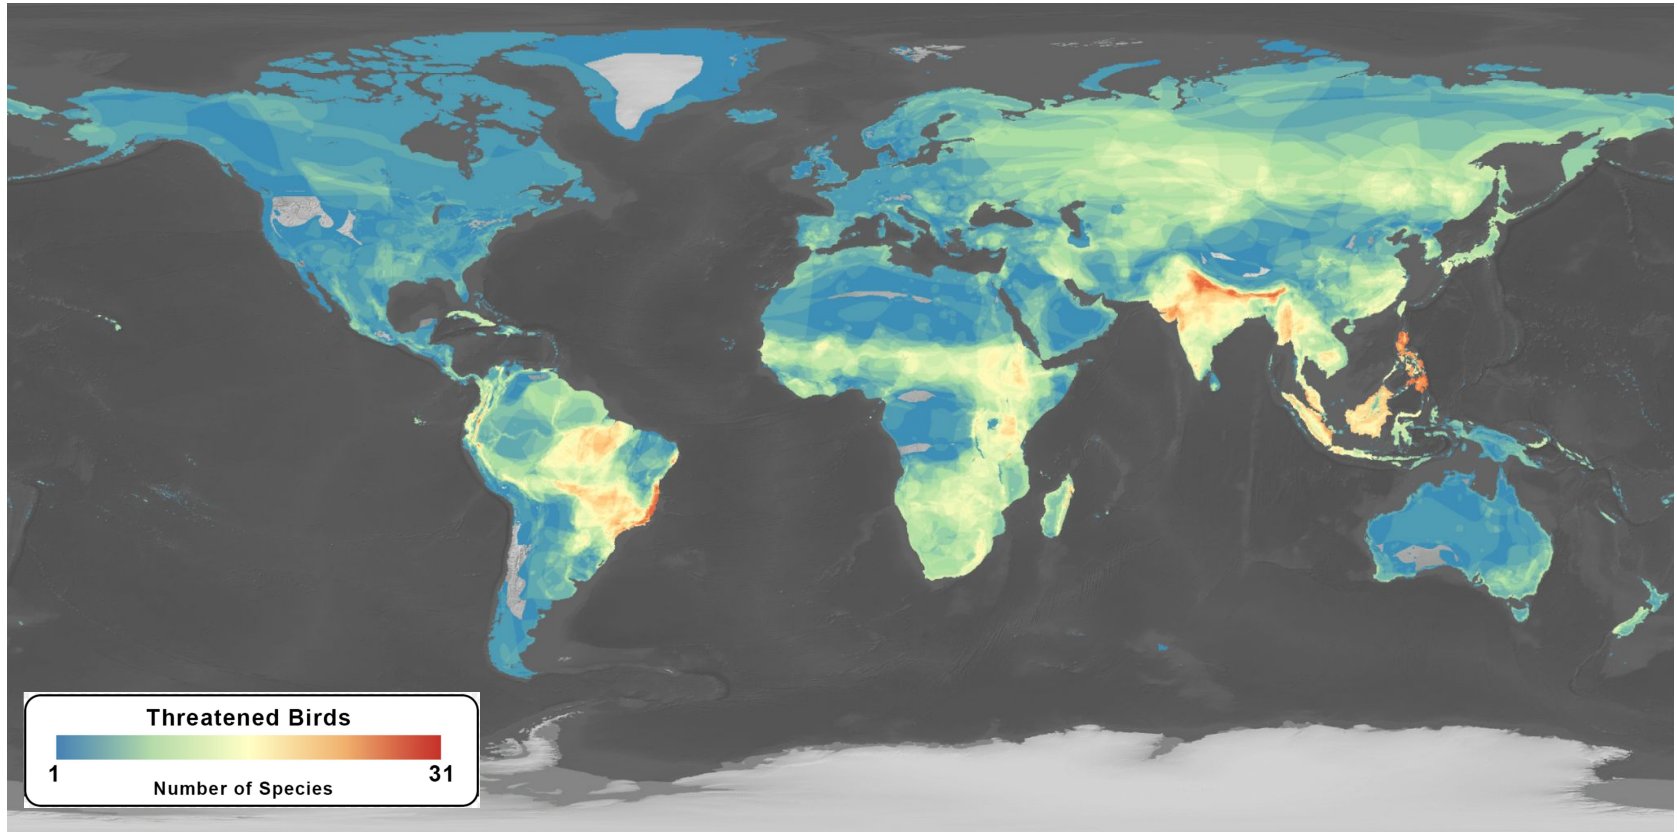 Threatened Birds
1 31
Number of Species